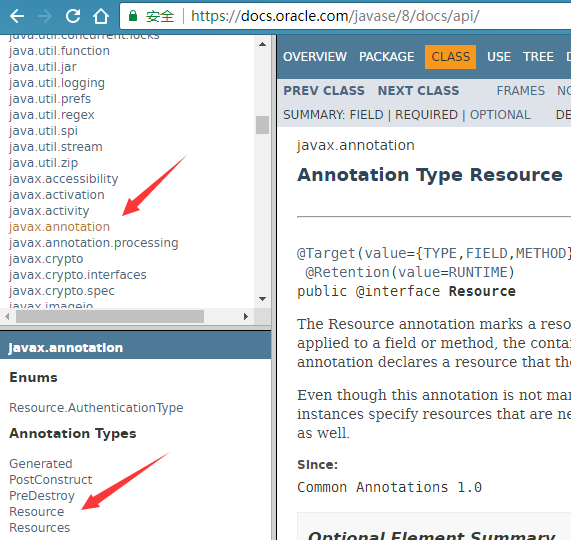 安全 | https://docs.oracle.com/javase/8/docs/api/
java.util.concurrent.locks
java.util.function
java.util.jar
java.util.logging
java.util.prefs
java.util.regex
java.util.spi
java.util.stream
java.util.zip
javax.accessibility
javax.activation
javax.activity
javax.annotation
javax.annotation.processing
javax.crypto
javax.crypto.interfaces
javax.crypto.spec
javax.imageio
javax.annotation
Enums
Resource.AuthenticationType
Annotation Types
Generated
PostConstruct
PreDestroy
Resource
Resources
OVERVIEW PACKAGE CLASS USE TREE
PREV CLASS NEXT CLASS FRAMES
SUMMARY: FIELD | REQUIRED | OPTIONAL
javax.annotation
Annotation Type Resource
@Target(value={TYPE,FIELD,METHOD}
@Retention(value=RUNTIME)
public @interface Resource
The Resource annotation marks a reso
applied to a field or method, the conta
annotation declares a resource that the
Even though this annotation is not mar
instances specify resources that are ne
as well.
Since:
Common Annotations 1.0
Optional Element Summary